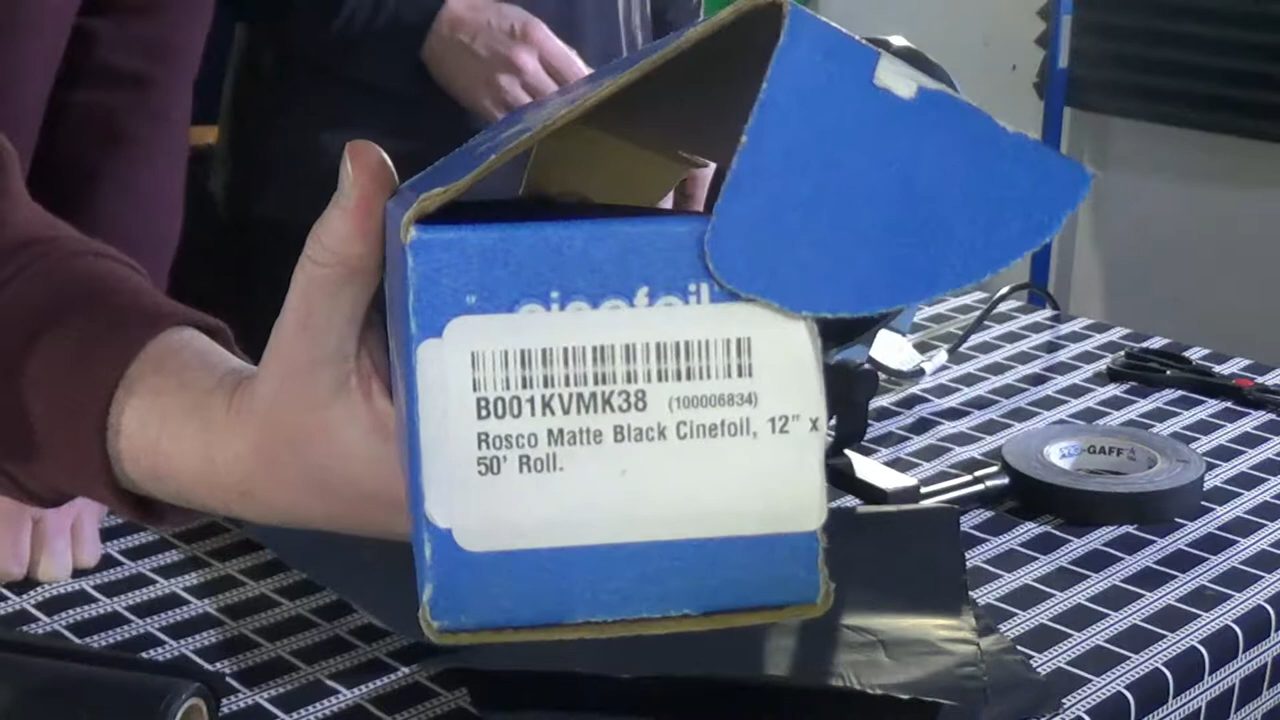 cinefoil
B001KVMK38 (100006834)
Rosco Matte Black Cinefoil, 12" x
50' Roll.
PRO-GAFF